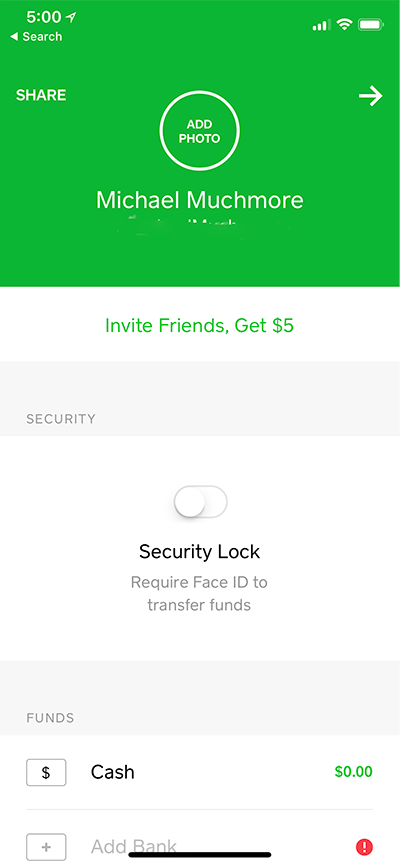 5:00
Search
SHARE
ADD
PHOTO
Michael Muchmore
Invite Friends, Get $5
SECURITY
Security Lock
Require Face ID to
transfer funds
FUNDS
$ Cash $0.00
+ Add Bank !